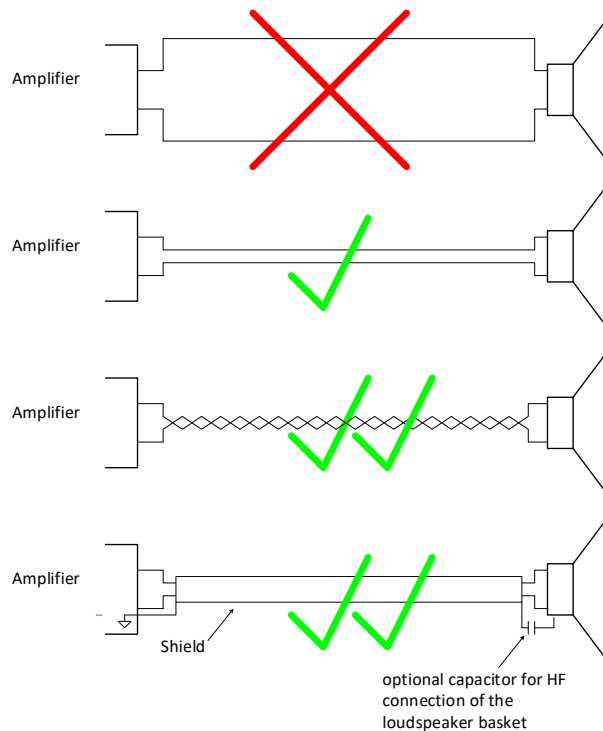 Amplifier
Amplifier
Amplifier
Amplifier
Shield
optional capacitor for HF
connection of the
loudspeaker basket